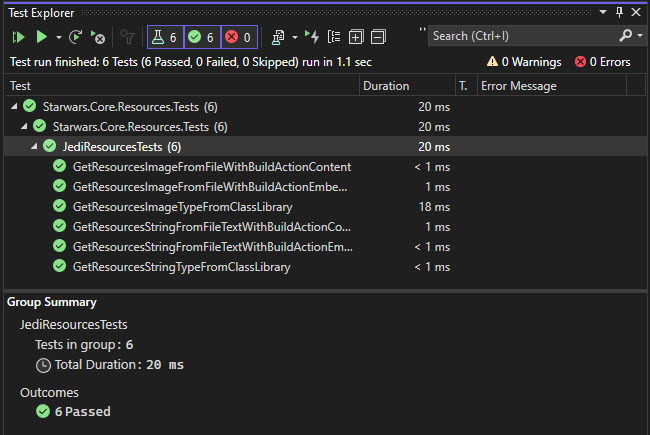 Test Explorer
6 6 0 " Search (Ctrl+I)
Test run finished: 6 Tests (6 Passed, 0 Failed, 0 Skipped) run in 1.1 sec 0 Warnings 0 Errors
Test Duration T. Error Message
Starwars.Core.Resources.Tests (6) 20 ms
Starwars.Core.Resources.Tests (6) 20 ms
JediResourcesTests (6) 20 ms
GetResourcesImageFromFileWithBuildActionContent < 1 ms
GetResourcesImageFromFileWithBuildActionEmbe... 1 ms
GetResourcesImageTypeFromClassLibrary 18 ms
GetResourcesStringFromFileTextWithBuildActionCo... 1 ms
GetResourcesStringFromFileTextWithBuildActionEm... < 1 ms
GetResourcesStringTypeFromClassLibrary < 1 ms
Group Summary
JediResourcesTests
Tests in group: 6
Total Duration: 20 ms
Outcomes
6 Passed